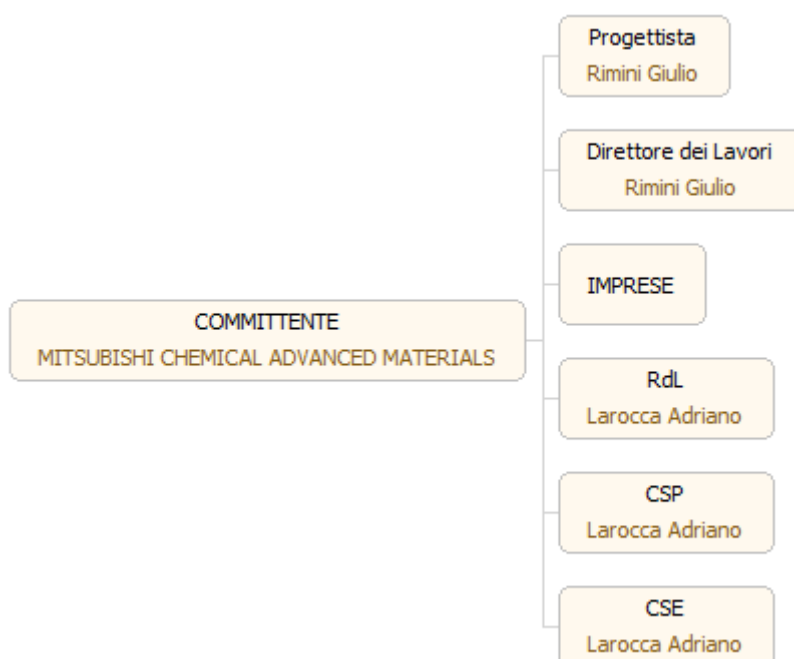 Progettista
Rimini Giulio
Direttore dei Lavori
Rimini Giulio
IMPRESE
COMMITTENTE
MITSUBISHI CHEMICAL ADVANCED MATERIALS
RdL
Larocca Adriano
CSP
Larocca Adriano
CSE
Larocca Adriano